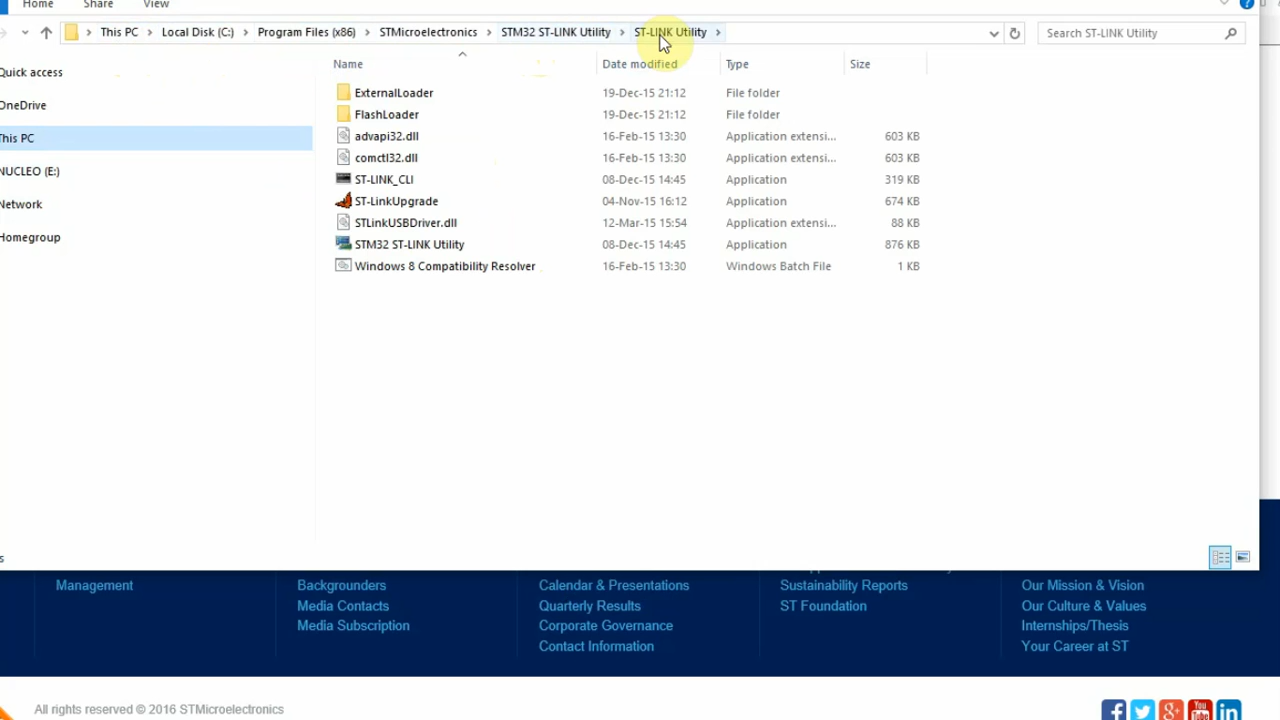 Home Share View
This PC > Local Disk (C:) > Program Files (x86) > STMicroelectronics > STM32 ST-LINK Utility > ST-LINK Utility >
Search ST-LINK Utility
Quick access
OneDrive
This PC
NUCLEO (E:)
Network
Homegroup
Name Date modified Type Size
ExternalLoader 19-Dec-15 21:12 File folder
FlashLoader 19-Dec-15 21:12 File folder
advapi32.dll 16-Feb-15 13:30 Application extensi... 603 KB
comctl32.dll 16-Feb-15 13:30 Application extensi... 603 KB
ST-LINK_CLI 08-Dec-15 14:45 Application 319 KB
ST-LinkUpgrade 04-Nov-15 16:12 Application 674 KB
STLinkUSBDriver.dll 12-Mar-15 15:54 Application extensi... 88 KB
STM32 ST-LINK Utility 08-Dec-15 14:45 Application 876 KB
Windows 8 Compatibility Resolver 16-Feb-15 13:30 Windows Batch File 1 KB
Management
Backgrounders
Media Contacts
Media Subscription
Calendar & Presentations
Quarterly Results
Corporate Governance
Contact Information
Sustainability Reports
ST Foundation
Our Mission & Vision
Our Culture & Values
Internships/Thesis
Your Career at ST
All rights reserved © 2016 STMicroelectronics